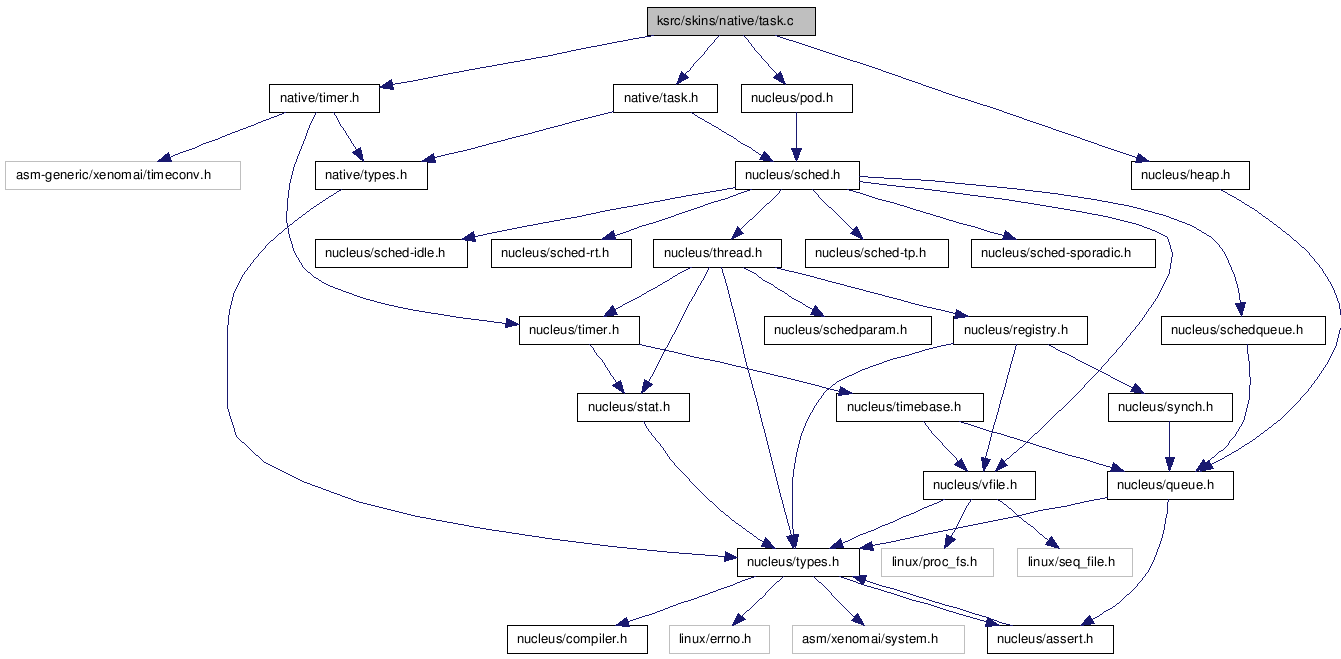 ksrc/skins/native/task.c
native/timer.h
native/task.h
nucleus/pod.h
asm-generic/xenomai/timeconv.h
native/types.h
nucleus/sched.h
nucleus/heap.h
nucleus/sched-idle.h
nucleus/sched-rt.h
nucleus/thread.h
nucleus/sched-tp.h
nucleus/sched-sporadic.h
nucleus/timer.h
nucleus/schedparam.h
nucleus/registry.h
nucleus/schedqueue.h
nucleus/stat.h
nucleus/timebase.h
nucleus/synch.h
nucleus/vfile.h
nucleus/queue.h
nucleus/types.h
linux/proc_fs.h
linux/seq_file.h
nucleus/compiler.h
linux/errno.h
asm/xenomai/system.h
nucleus/assert.h